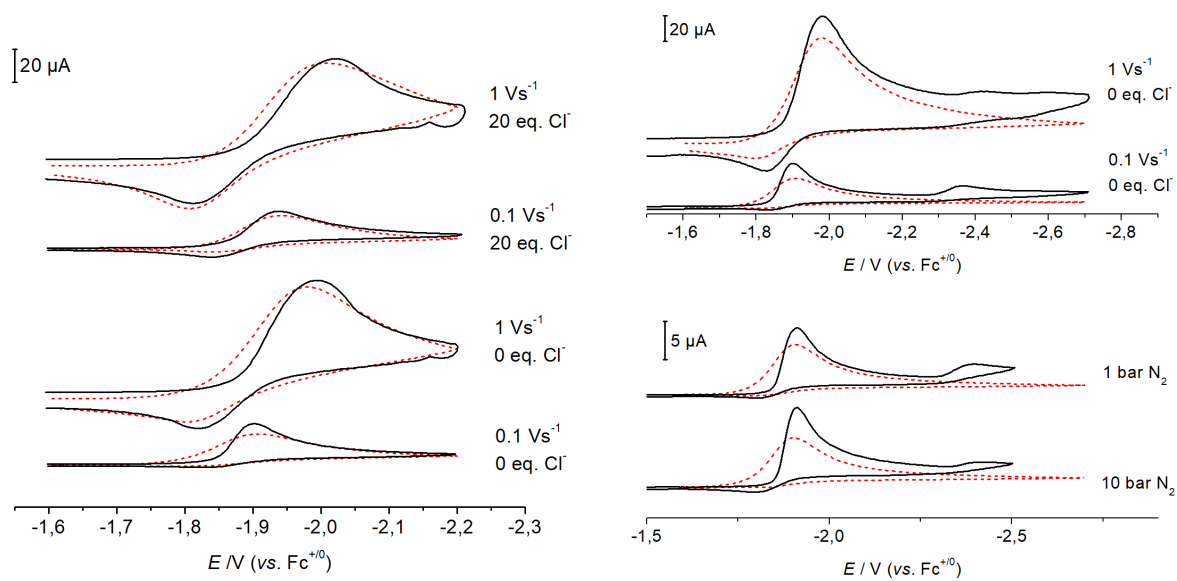 20 µA
1 Vs⁻¹
20 eq. Cl⁻
0.1 Vs⁻¹
20 eq. Cl⁻
1 Vs⁻¹
0 eq. Cl⁻
0.1 Vs⁻¹
0 eq. Cl⁻
-1,6 -1,7 -1,8 -1,9 -2,0 -2,1 -2,2 -2,3
E /V (vs. Fc⁺ᐟ⁰)
20 µA
1 Vs⁻¹
0 eq. Cl⁻
0.1 Vs⁻¹
0 eq. Cl⁻
-1,6 -1,8 -2,0 -2,2 -2,4 -2,6 -2,8
E / V (vs. Fc⁺ᐟ⁰)
5 µA
1 bar N₂
10 bar N₂
-1,5 -2,0 -2,5
E / V (vs. Fc⁺ᐟ⁰)